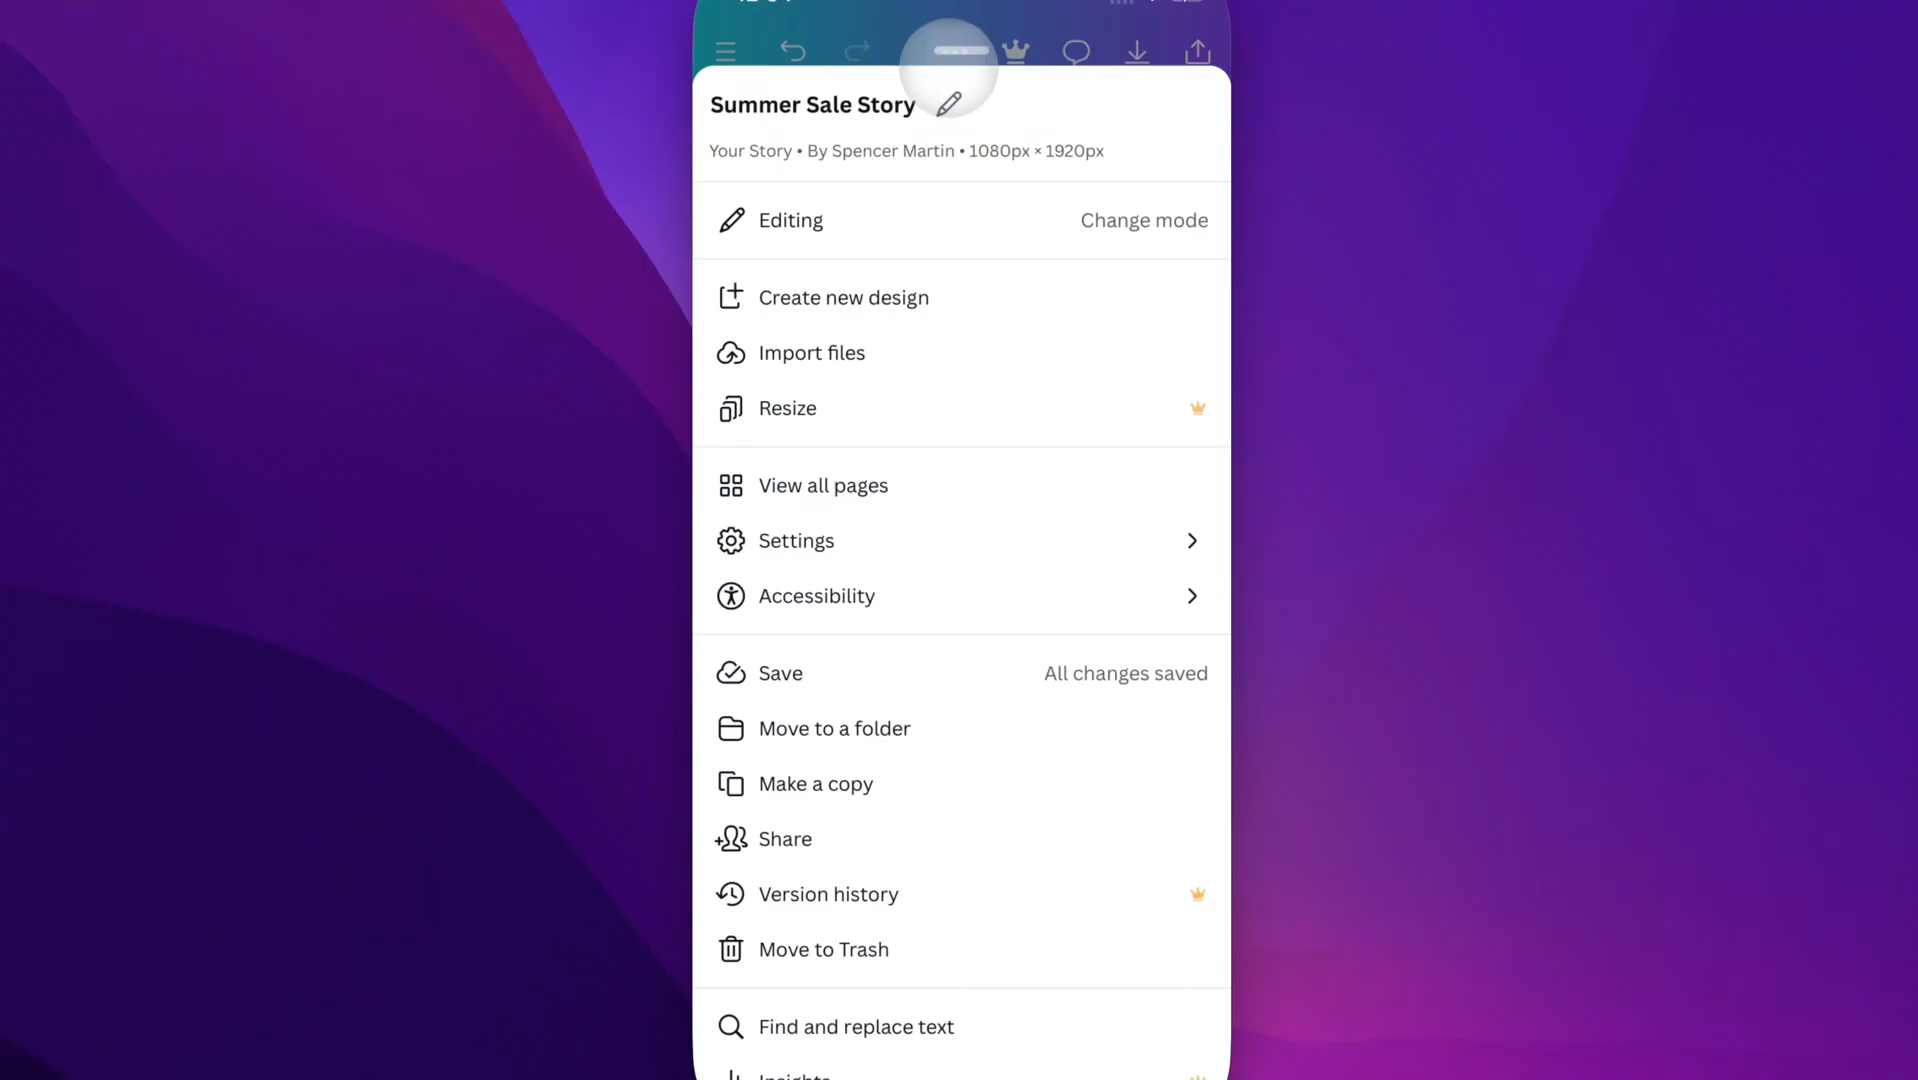 Summer Sale Story
Your Story • By Spencer Martin • 1080px × 1920px
Editing Change mode
Create new design
Import files
Resize
View all pages
Settings
Accessibility
Save All changes saved
Move to a folder
Make a copy
Share
Version history
Move to Trash
Find and replace text